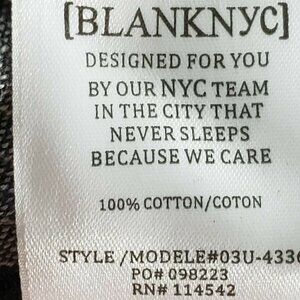 [BLANKNYC]
DESIGNED FOR YOU
BY OUR NYC TEAM
IN THE CITY THAT
NEVER SLEEPS
BECAUSE WE CARE
100% COTTON/COTON
STYLE /MODELE#03U-4336
PO# 098223
RN# 114542